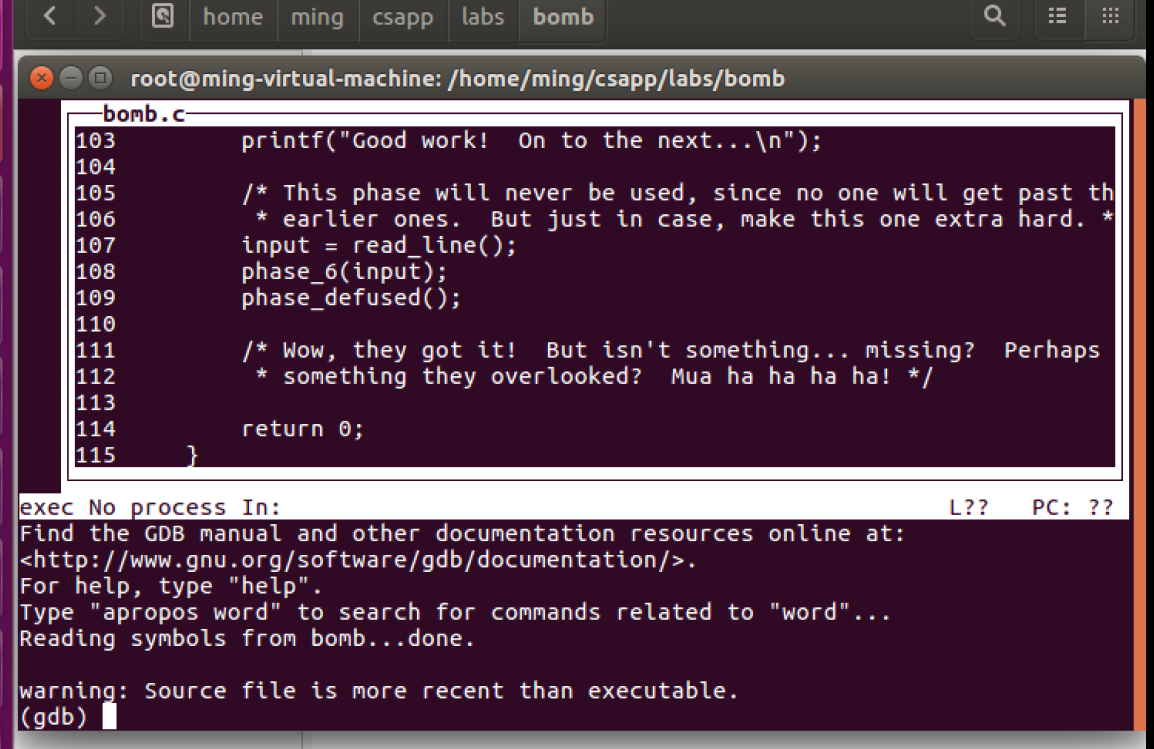 home ming csapp labs bomb
root@ming-virtual-machine: /home/ming/csapp/labs/bomb
bomb.c
103 printf("Good work!  On to the next...\n");
104
105 /* This phase will never be used, since no one will get past th
106  * earlier ones.  But just in case, make this one extra hard. *
107 input = read_line();
108 phase_6(input);
109 phase_defused();
110
111 /* Wow, they got it!  But isn't something... missing?  Perhaps
112  * something they overlooked?  Mua ha ha ha ha! */
113
114 return 0;
115 }
exec No process In: L?? PC: ??
Find the GDB manual and other documentation resources online at:
<http://www.gnu.org/software/gdb/documentation/>.
For help, type "help".
Type "apropos word" to search for commands related to "word"...
Reading symbols from bomb...done.
warning: Source file is more recent than executable.
(gdb)